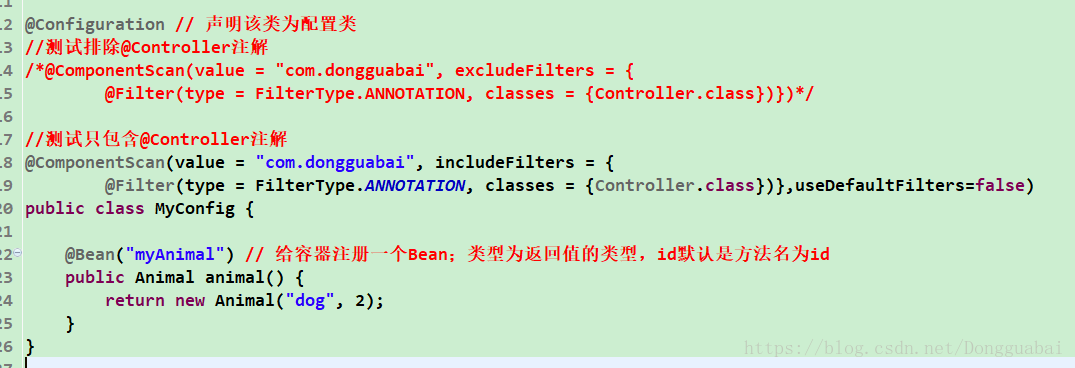 11
12 @Configuration // 声明该类为配置类
13 //测试排除@Controller注解
14 /*@ComponentScan(value = "com.dongguabai", excludeFilters = {
15 @Filter(type = FilterType.ANNOTATION, classes = {Controller.class})})*/
16
17 //测试只包含@Controller注解
18 @ComponentScan(value = "com.dongguabai", includeFilters = {
19 @Filter(type = FilterType.ANNOTATION, classes = {Controller.class})},useDefaultFilters=false)
20 public class MyConfig {
21
22 @Bean("myAnimal") // 给容器注册一个Bean；类型为返回值的类型，id默认是方法名为id
23 public Animal animal() {
24 return new Animal("dog", 2);
25 }
26 }
https://blog.csdn.net/Dongguabai
27